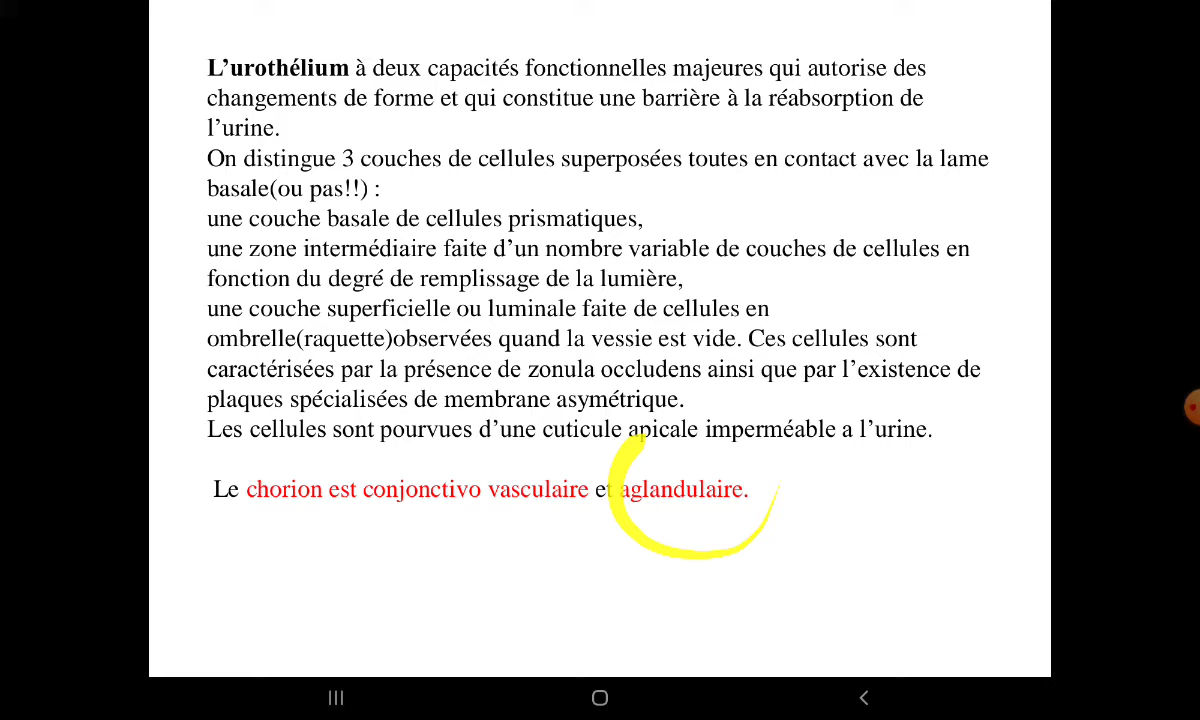 L'urothélium à deux capacités fonctionnelles majeures qui autorise des
changements de forme et qui constitue une barrière à la réabsorption de
l'urine.
On distingue 3 couches de cellules superposées toutes en contact avec la lame
basale(ou pas!!) :
une couche basale de cellules prismatiques,
une zone intermédiaire faite d'un nombre variable de couches de cellules en
fonction du degré de remplissage de la lumière,
une couche superficielle ou luminale faite de cellules en
ombrelle(raquette)observées quand la vessie est vide. Ces cellules sont
caractérisées par la présence de zonula occludens ainsi que par l'existence de
plaques spécialisées de membrane asymétrique.
Les cellules sont pourvues d'une cuticule apicale imperméable a l'urine.
Le chorion est conjonctivo vasculaire et aglandulaire.